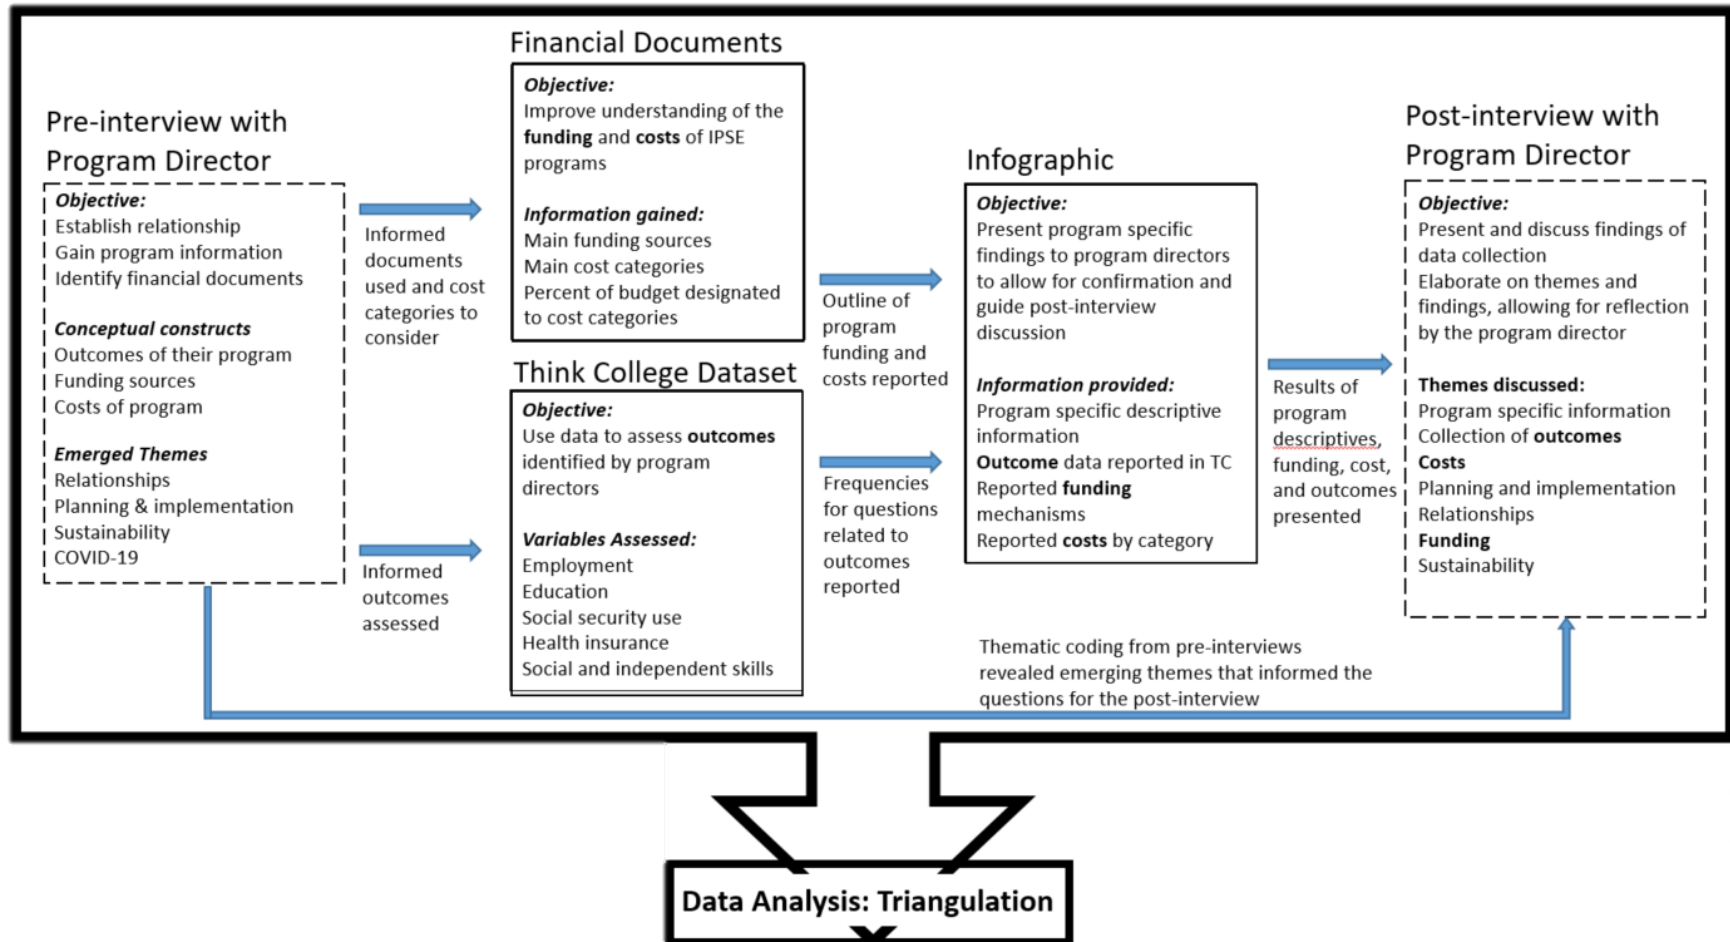 Pre-interview with
Program Director
Objective:
Establish relationship
Gain program information
Identify financial documents
Conceptual constructs
Outcomes of their program
Funding sources
Costs of program
Emerged Themes
Relationships
Planning & implementation
Sustainability
COVID-19
Informed
documents
used and cost
categories to
consider
Informed
outcomes
assessed
Financial Documents
Objective:
Improve understanding of the
funding and costs of IPSE
programs
Information gained:
Main funding sources
Main cost categories
Percent of budget designated
to cost categories
Think College Dataset
Objective:
Use data to assess outcomes
identified by program
directors
Variables Assessed:
Employment
Education
Social security use
Health insurance
Social and independent skills
Outline of
program
funding and
costs reported
Frequencies
for questions
related to
outcomes
reported
Infographic
Objective:
Present program specific
findings to program directors
to allow for confirmation and
guide post-interview
discussion
Information provided:
Program specific descriptive
information
Outcome data reported in TC
Reported funding
mechanisms
Reported costs by category
Results of
program
descriptives,
funding, cost,
and outcomes
presented
Post-interview with
Program Director
Objective:
Present and discuss findings of
data collection
Elaborate on themes and
findings, allowing for reflection
by the program director
Themes discussed:
Program specific information
Collection of outcomes
Costs
Planning and implementation
Relationships
Funding
Sustainability
Thematic coding from pre-interviews
revealed emerging themes that informed the
questions for the post-interview
Data Analysis: Triangulation